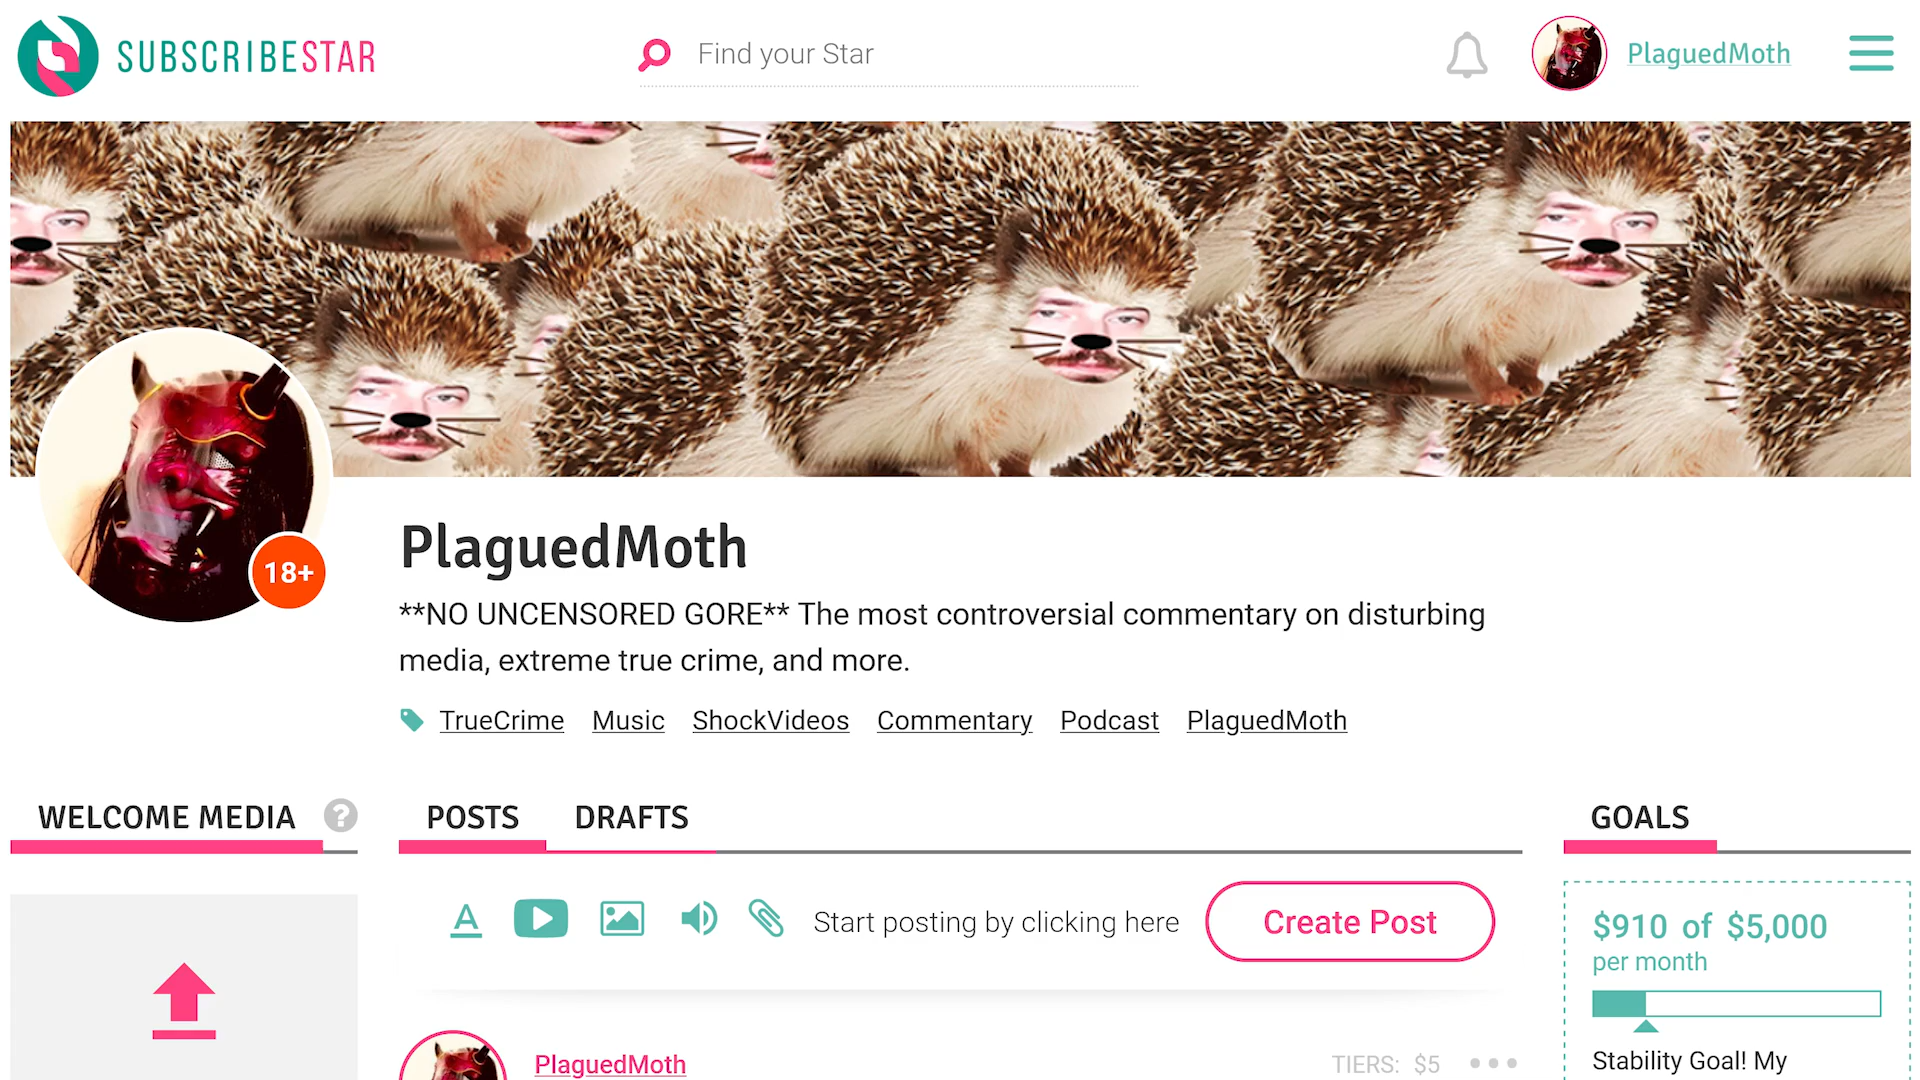 SUBSCRIBESTAR
Find your Star
PlaguedMoth
18+
PlaguedMoth
**NO UNCENSORED GORE** The most controversial commentary on disturbing
media, extreme true crime, and more.
TrueCrime Music ShockVideos Commentary Podcast PlaguedMoth
WELCOME MEDIA ?
POSTS DRAFTS
GOALS
A
Start posting by clicking here
Create Post
$910 of $5,000
per month
Stability Goal! My
PlaguedMoth
TIERS: $5